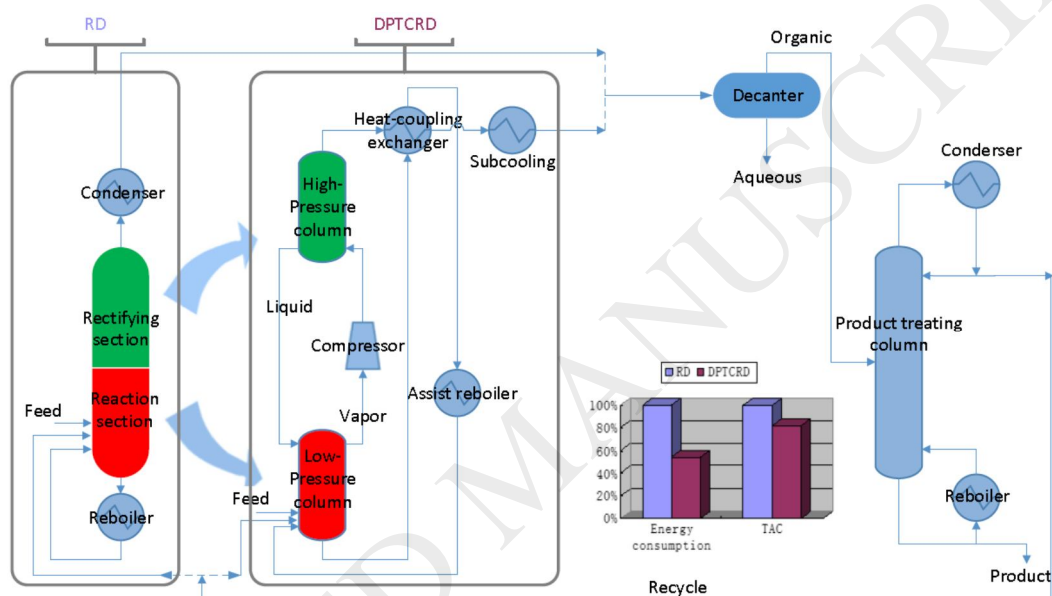 RD
DPTCRD
Organic
Decanter
Aqueous
Heat-coupling
exchanger
Subcooling
Condenser
High-
Pressure
column
Conderser
Rectifying
section
Liquid
Compressor
Product treating
column
Reaction
section
Feed
Assist reboiler
Vapor
Low-
Pressure
column
Feed
Reboiler
RD
DPTCRD
100%
80%
60%
40%
20%
0%
Energy
consumption
TAC
Reboiler
Product
Recycle